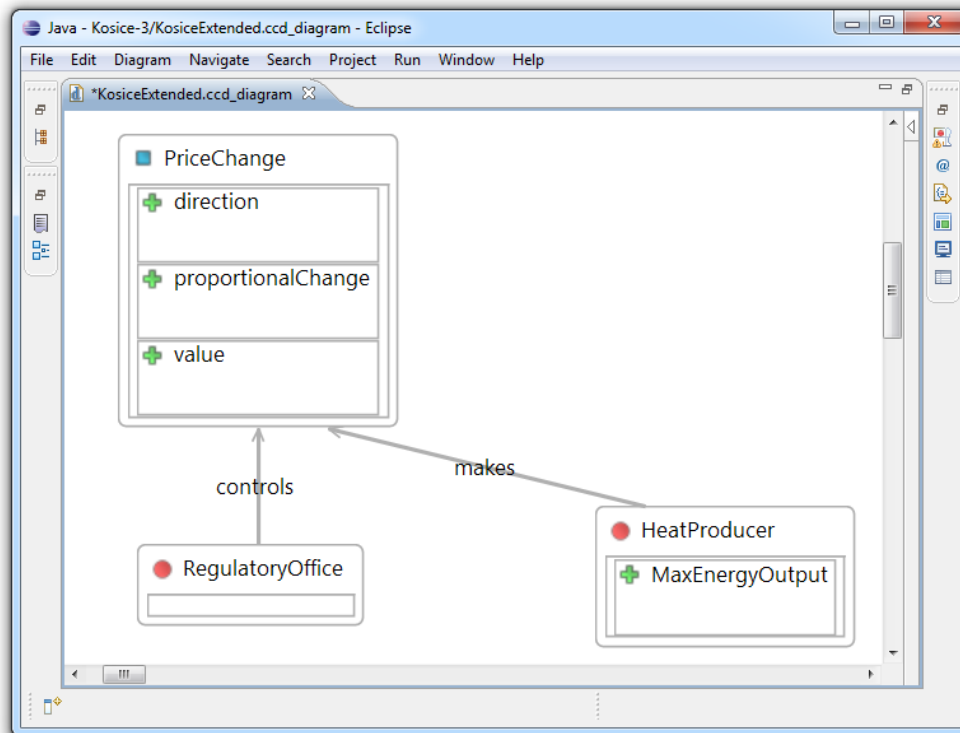 Java - Kosice-3/KosiceExtended.ccd_diagram - Eclipse
File Edit Diagram Navigate Search Project Run Window Help
*KosiceExtended.ccd_diagram
PriceChange
direction
proportionalChange
value
controls
makes
RegulatoryOffice
HeatProducer
MaxEnergyOutput